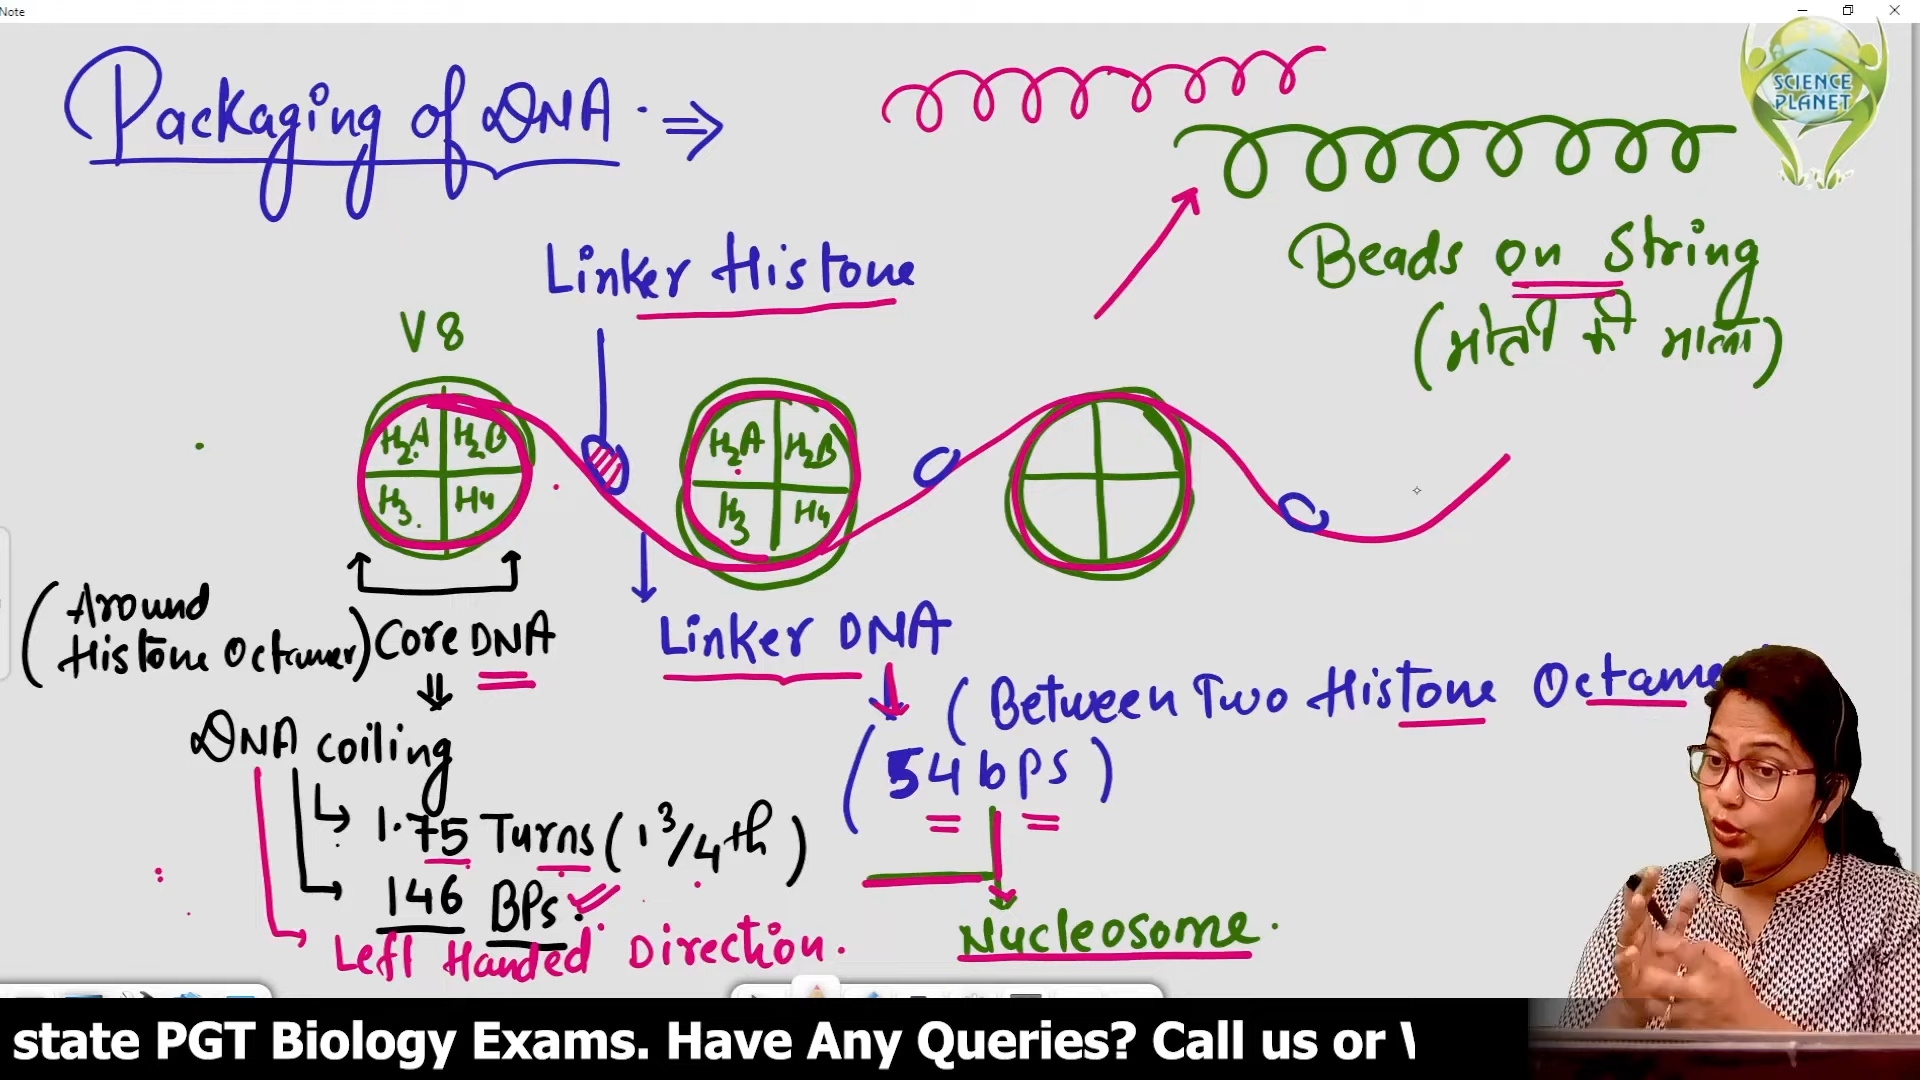 Note
SCIENCE
PLANET
Packaging of DNA ⇒
Beads on String
(मोती की माला)
Linker Histone
V 8
H2A H2B
H3 H4
H2A H2B
H3 H4
(Around
Histone Octamer) Core DNA
Linker DNA
(Between Two Histone Octame
(54 bps)
DNA coiling
1.75 Turns (1 3/4th)
146 BPs.
Left Handed Direction.
Nucleosome.
state PGT Biology Exams. Have Any Queries? Call us or